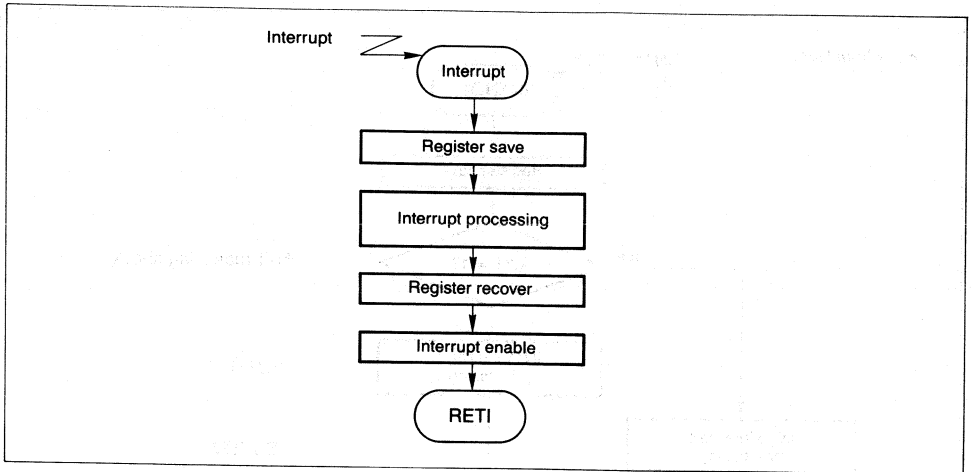 Interrupt
Interrupt
Register save
Interrupt processing
Register recover
Interrupt enable
RETI